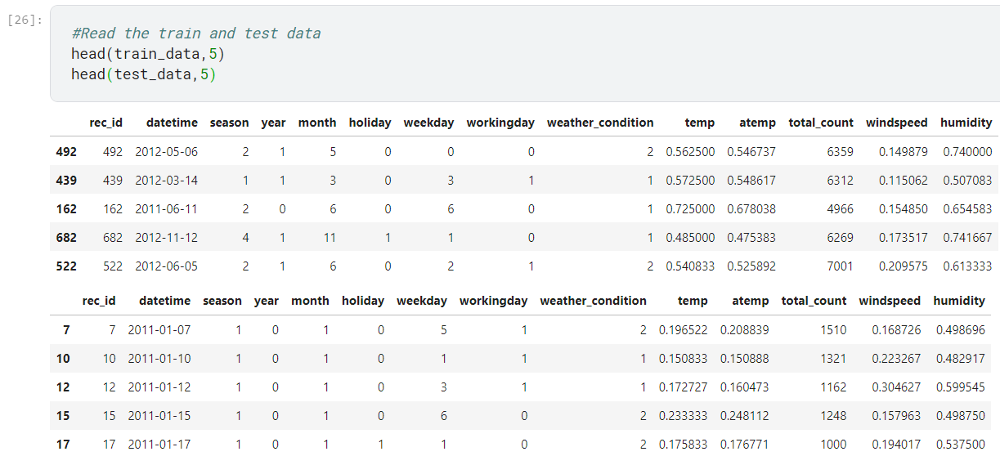 [26]:
#Read the train and test data
head(train_data,5)
head(test_data,5)
rec_id datetime season year month holiday weekday workingday weather_condition temp atemp total_count windspeed humidity
492 492 2012-05-06 2 1 5 0 0 0 2 0.562500 0.546737 6359 0.149879 0.740000
439 439 2012-03-14 1 1 3 0 3 1 1 0.572500 0.548617 6312 0.115062 0.507083
162 162 2011-06-11 2 0 6 0 6 0 1 0.725000 0.678038 4966 0.154850 0.654583
682 682 2012-11-12 4 1 11 1 1 0 1 0.485000 0.475383 6269 0.173517 0.741667
522 522 2012-06-05 2 1 6 0 2 1 2 0.540833 0.525892 7001 0.209575 0.613333
rec_id datetime season year month holiday weekday workingday weather_condition temp atemp total_count windspeed humidity
7 7 2011-01-07 1 0 1 0 5 1 2 0.196522 0.208839 1510 0.168726 0.498696
10 10 2011-01-10 1 0 1 0 1 1 1 0.150833 0.150888 1321 0.223267 0.482917
12 12 2011-01-12 1 0 1 0 3 1 1 0.172727 0.160473 1162 0.304627 0.599545
15 15 2011-01-15 1 0 1 0 6 0 2 0.233333 0.248112 1248 0.157963 0.498750
17 17 2011-01-17 1 0 1 1 1 0 2 0.175833 0.176771 1000 0.194017 0.537500